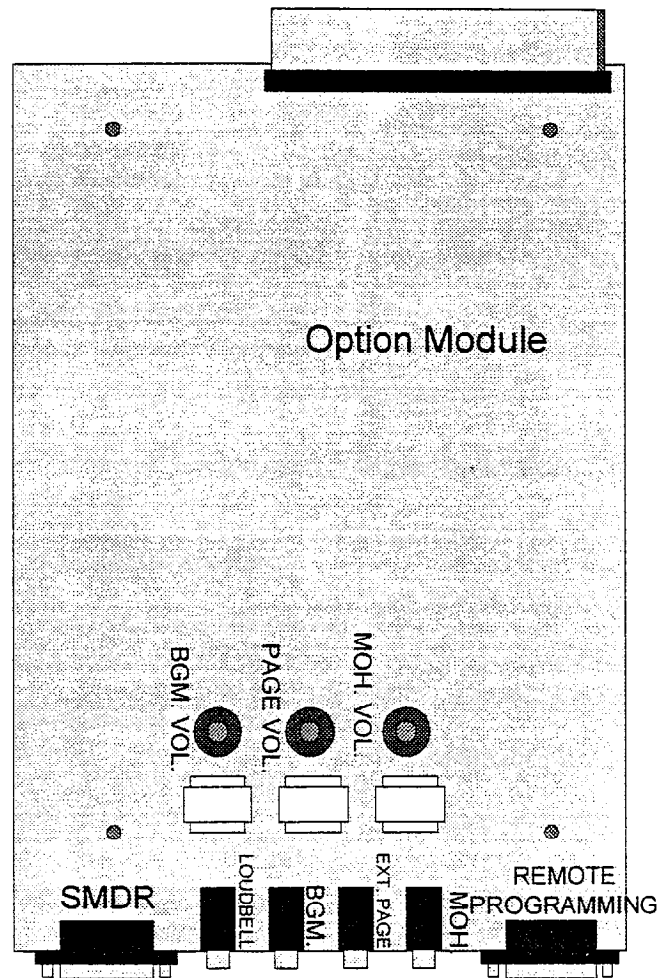 Option Module
BGM. VOL.
PAGE VOL.
MOH. VOL.
SMDR
LOUDBELL
BGM.
EXT. PAGE
MOH.
REMOTE
PROGRAMMING